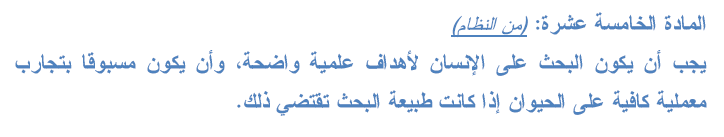 المادة الخامسة عشرة: (من النظام)
يجب أن يكون البحث على الإنسان لأهداف علمية واضحة، وأن يكون مسبوقا بتجارب
معملية كافية على الحيوان إذا كانت طبيعة البحث تقتضي ذلك.